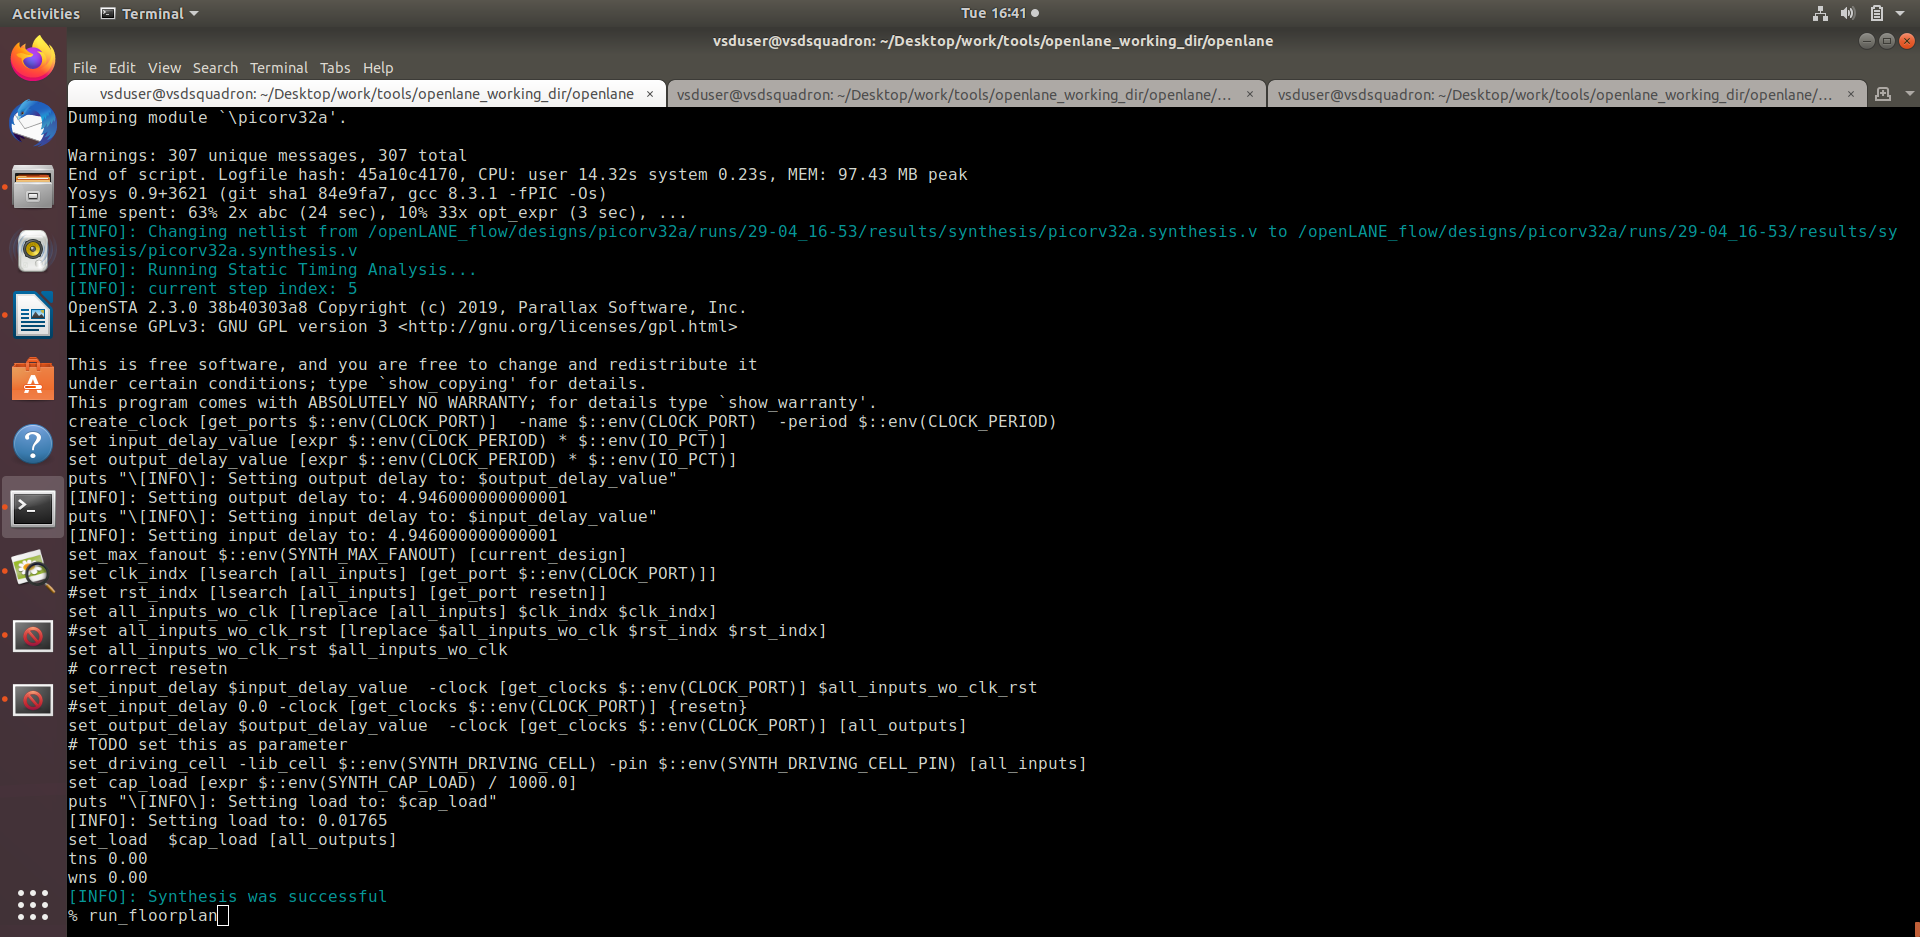 Activities Terminal Tue 16:41
vsduser@vsdsquadron: ~/Desktop/work/tools/openlane_working_dir/openlane
File Edit View Search Terminal Tabs Help
vsduser@vsdsquadron: ~/Desktop/work/tools/openlane_working_dir/openlane × vsduser@vsdsquadron: ~/Desktop/work/tools/openlane_working_dir/openlane/... × vsduser@vsdsquadron: ~/Desktop/work/tools/openlane_working_dir/openlane/... ×
Dumping module `\picorv32a'.
Warnings: 307 unique messages, 307 total
End of script. Logfile hash: 45a10c4170, CPU: user 14.32s system 0.23s, MEM: 97.43 MB peak
Yosys 0.9+3621 (git sha1 84e9fa7, gcc 8.3.1 -fPIC -Os)
Time spent: 63% 2x abc (24 sec), 10% 33x opt_expr (3 sec), ...
[INFO]: Changing netlist from /openLANE_flow/designs/picorv32a/runs/29-04_16-53/results/synthesis/picorv32a.synthesis.v to /openLANE_flow/designs/picorv32a/runs/29-04_16-53/results/sy
nthesis/picorv32a.synthesis.v
[INFO]: Running Static Timing Analysis...
[INFO]: current step index: 5
OpenSTA 2.3.0 38b40303a8 Copyright (c) 2019, Parallax Software, Inc.
License GPLv3: GNU GPL version 3 <http://gnu.org/licenses/gpl.html>
This is free software, and you are free to change and redistribute it
under certain conditions; type `show_copying' for details.
This program comes with ABSOLUTELY NO WARRANTY; for details type `show_warranty'.
create_clock [get_ports $::env(CLOCK_PORT)]  -name $::env(CLOCK_PORT)  -period $::env(CLOCK_PERIOD)
set input_delay_value [expr $::env(CLOCK_PERIOD) * $::env(IO_PCT)]
set output_delay_value [expr $::env(CLOCK_PERIOD) * $::env(IO_PCT)]
puts "\[INFO\]: Setting output delay to: $output_delay_value"
[INFO]: Setting output delay to: 4.946000000000001
puts "\[INFO\]: Setting input delay to: $input_delay_value"
[INFO]: Setting input delay to: 4.946000000000001
set_max_fanout $::env(SYNTH_MAX_FANOUT) [current_design]
set clk_indx [lsearch [all_inputs] [get_port $::env(CLOCK_PORT)]]
#set rst_indx [lsearch [all_inputs] [get_port resetn]]
set all_inputs_wo_clk [lreplace [all_inputs] $clk_indx $clk_indx]
#set all_inputs_wo_clk_rst [lreplace $all_inputs_wo_clk $rst_indx $rst_indx]
set all_inputs_wo_clk_rst $all_inputs_wo_clk
# correct resetn
set_input_delay $input_delay_value  -clock [get_clocks $::env(CLOCK_PORT)] $all_inputs_wo_clk_rst
#set_input_delay 0.0 -clock [get_clocks $::env(CLOCK_PORT)] {resetn}
set_output_delay $output_delay_value  -clock [get_clocks $::env(CLOCK_PORT)] [all_outputs]
# TODO set this as parameter
set_driving_cell -lib_cell $::env(SYNTH_DRIVING_CELL) -pin $::env(SYNTH_DRIVING_CELL_PIN) [all_inputs]
set cap_load [expr $::env(SYNTH_CAP_LOAD) / 1000.0]
puts "\[INFO\]: Setting load to: $cap_load"
[INFO]: Setting load to: 0.01765
set_load  $cap_load [all_outputs]
tns 0.00
wns 0.00
[INFO]: Synthesis was successful
% run_floorplan